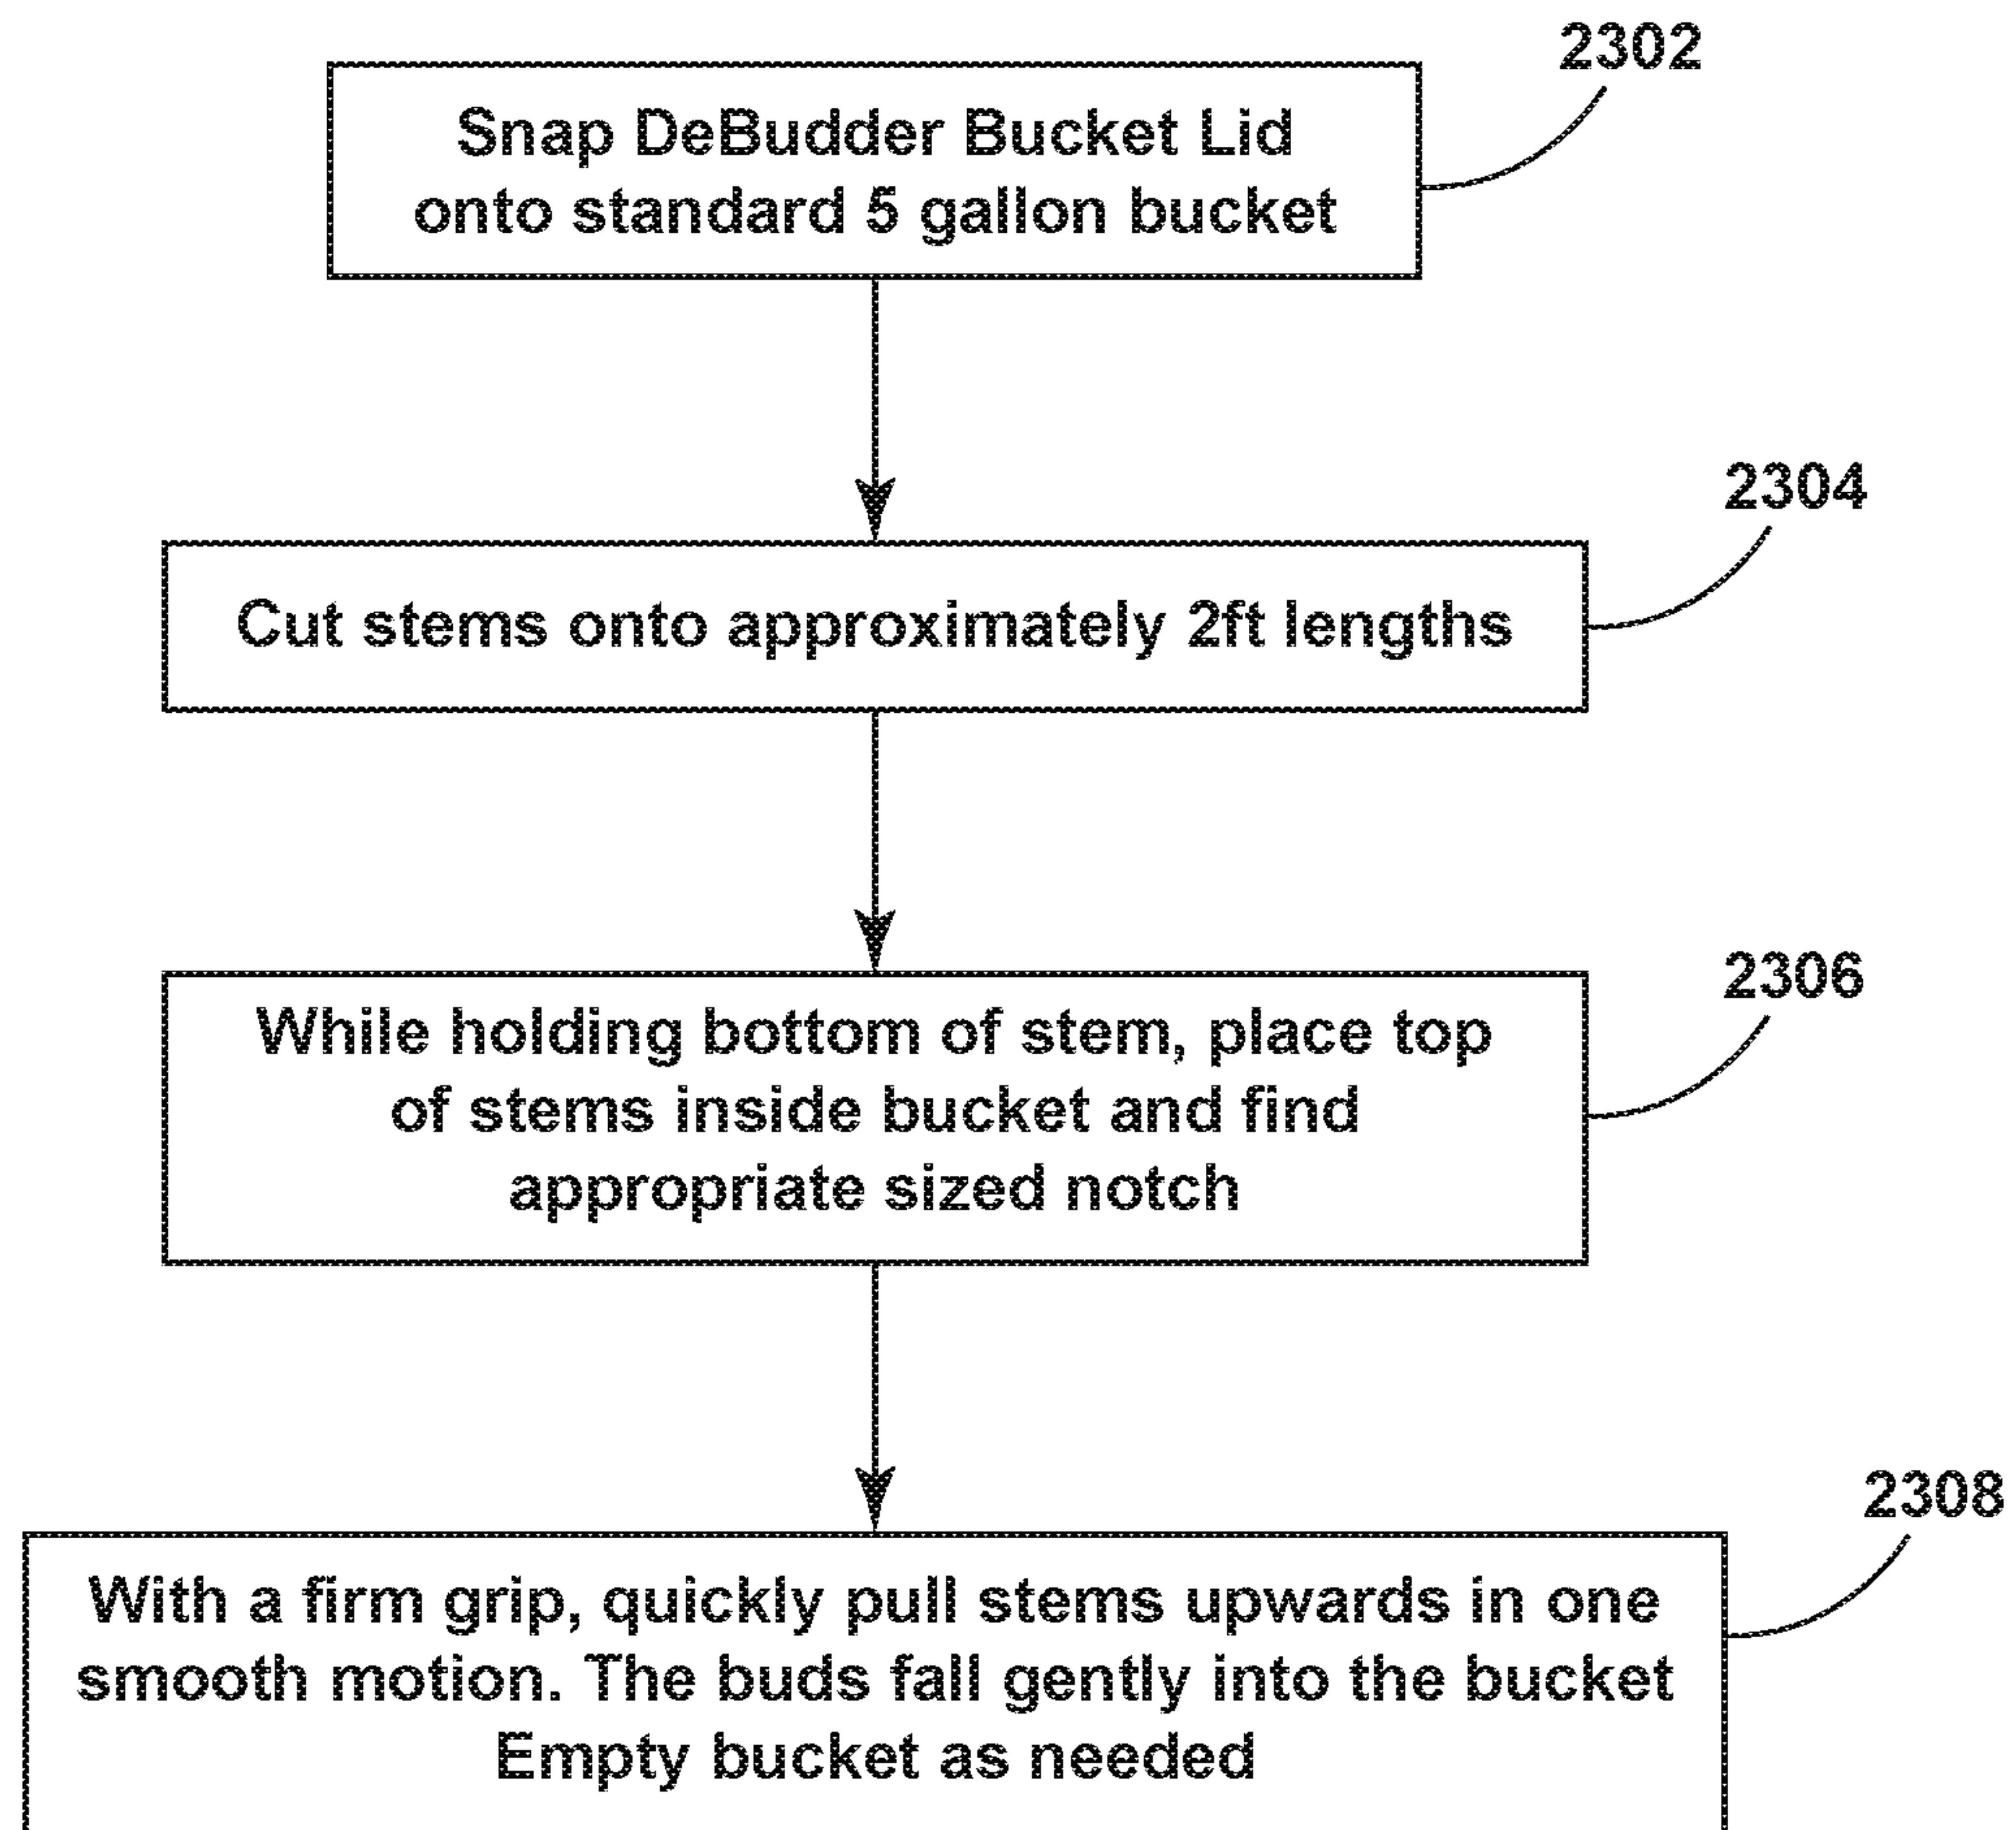 2302
Snap DeBudder Bucket Lid
onto standard 5 gallon bucket
2304
Cut stems onto approximately 2ft lengths
2306
While holding bottom of stem, place top
of stems inside bucket and find
appropriate sized notch
2308
With a firm grip, quickly pull stems upwards in one
smooth motion. The buds fall gently into the bucket
Empty bucket as needed